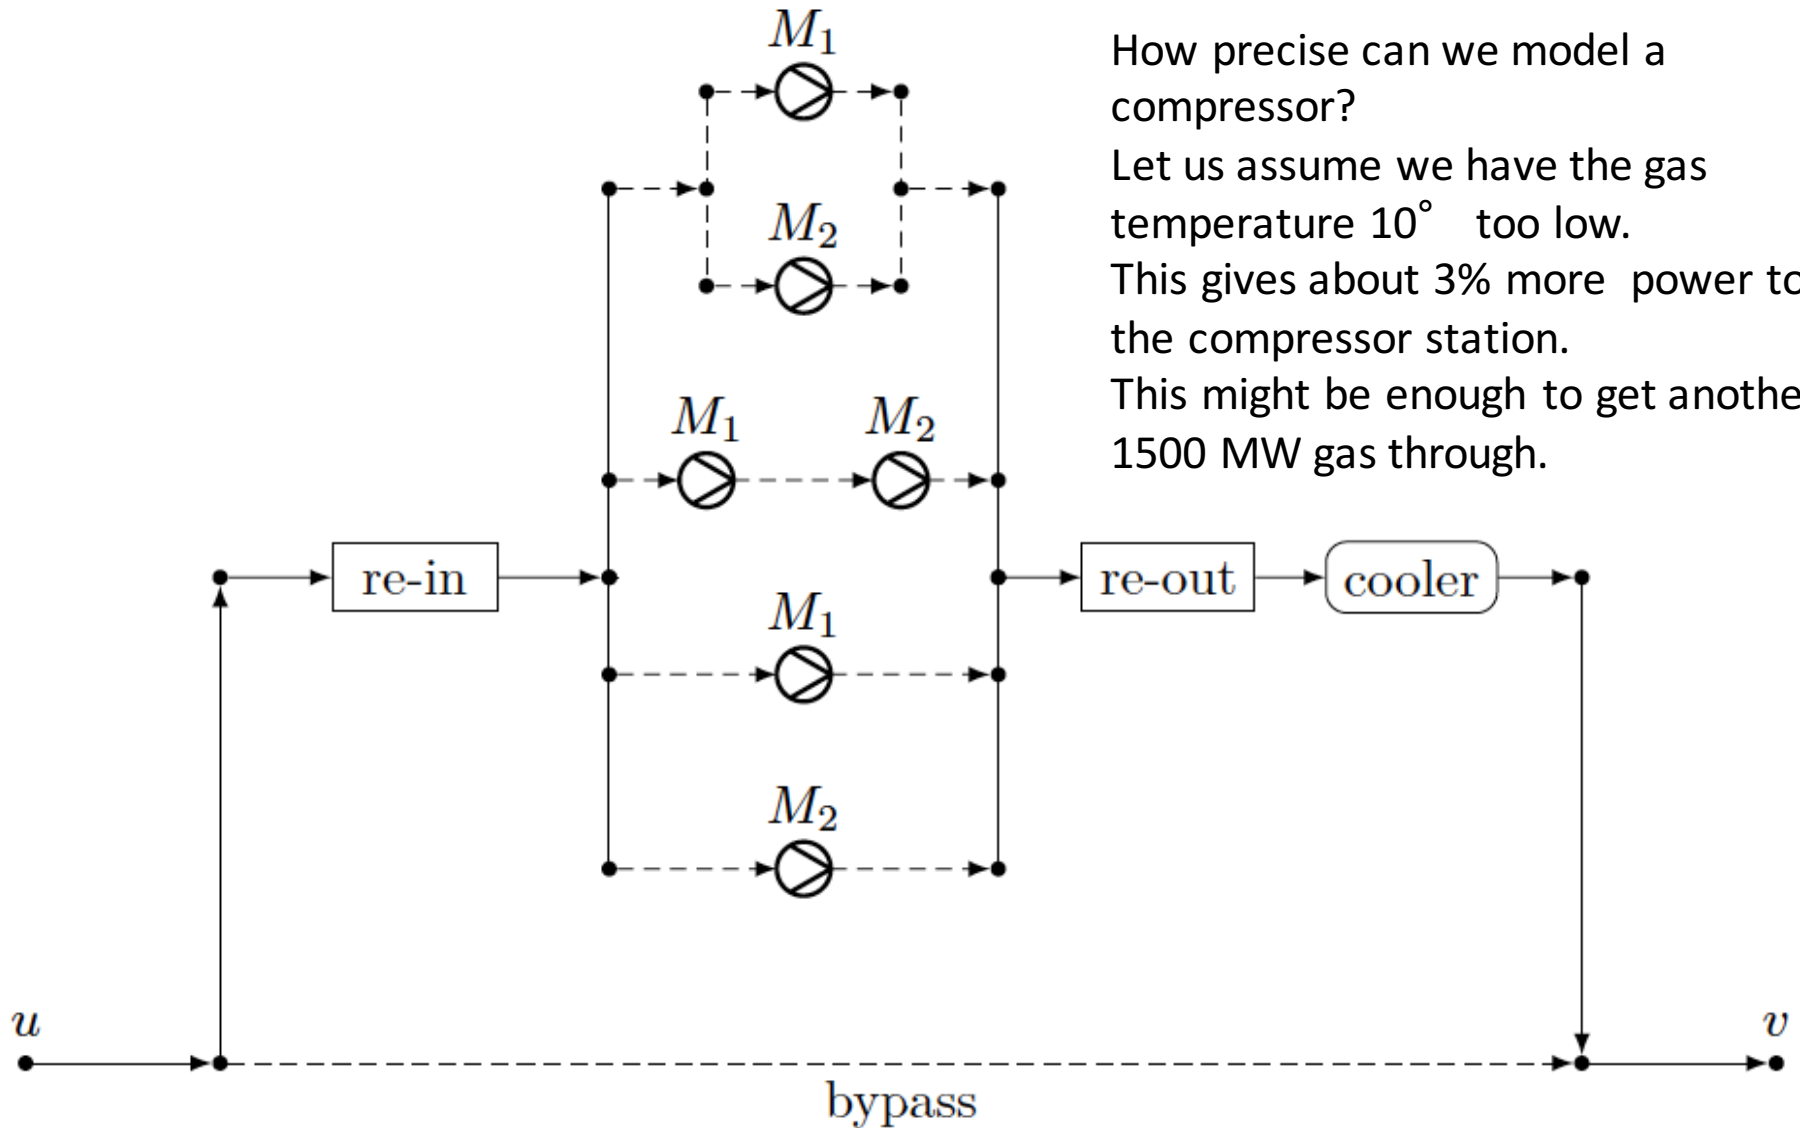 M₁
How precise can we model a
compressor?
Let us assume we have the gas
temperature 10° too low.
M₂
This gives about 3% more power to
the compressor station.
This might be enough to get anothe
M₁ M₂
1500 MW gas through.
re-in
re-out
cooler
M₁
M₂
u
v
bypass